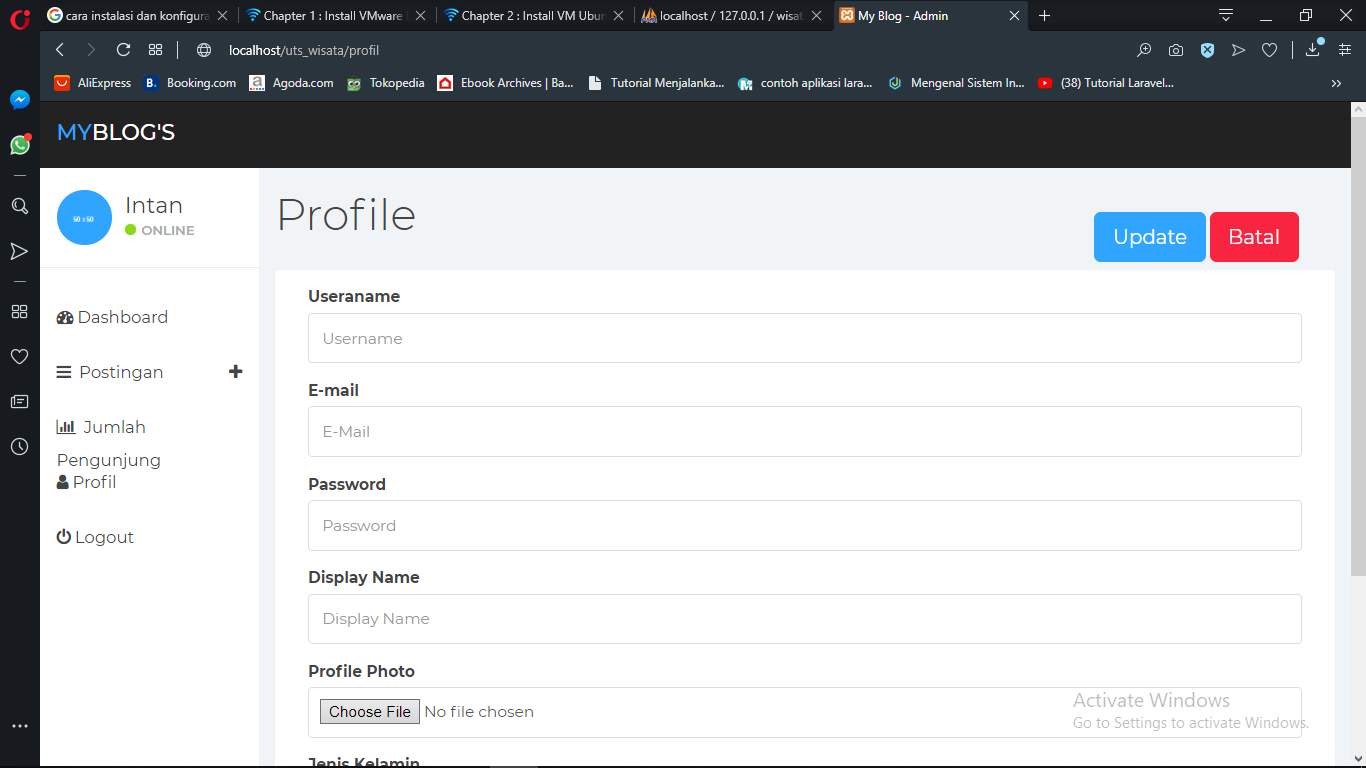 cara instalasi dan konfigura
Chapter 1 : Install VMware
Chapter 2 : Install VM Ubun
localhost / 127.0.0.1 / wisat
My Blog - Admin
localhost/uts_wisata/profil
AliExpress
B. Booking.com
a Agoda.com
Tokopedia
Ebook Archives | Ba...
Tutorial Menjalanka...
contoh aplikasi lara...
Mengenal Sistem In...
(38) Tutorial Laravel...
MYBLOG'S
50 x 50
Intan
ONLINE
Dashboard
Postingan
Jumlah
Pengunjung
Profil
Logout
Profile
Update
Batal
Useraname
Username
E-mail
E-Mail
Password
Password
Display Name
Display Name
Profile Photo
Choose File No file chosen
Jenis Kelamin
Activate Windows
Go to Settings to activate Windows.